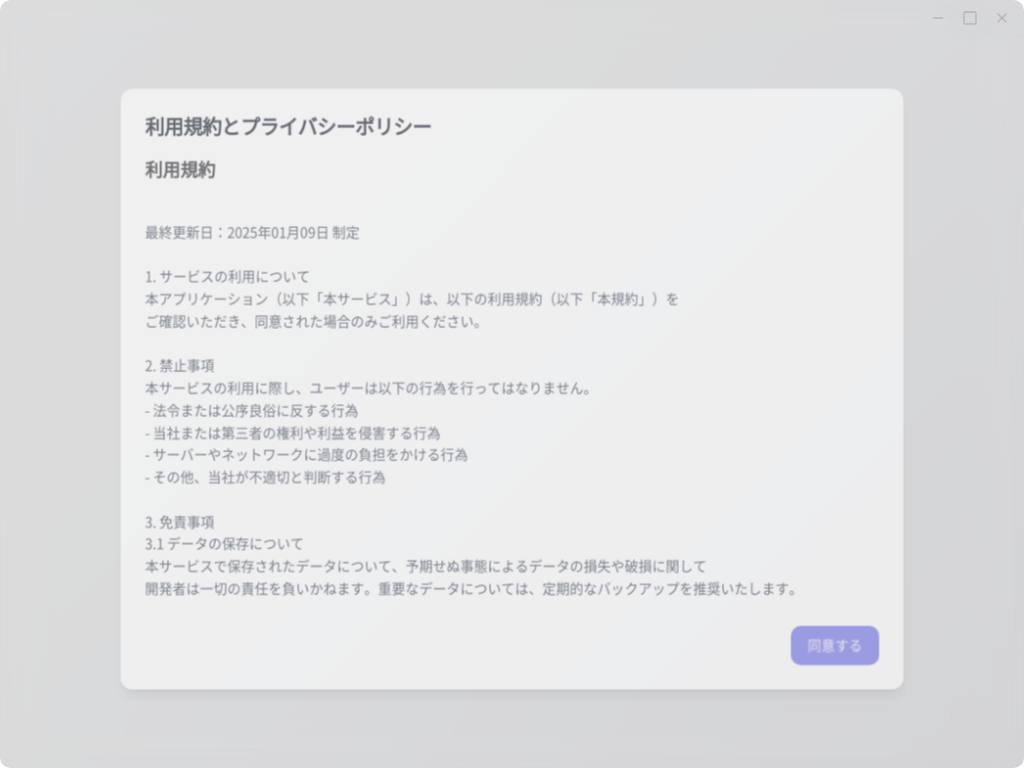 利用規約とプライバシーポリシー
利用規約
最終更新日：2025年01月09日 制定
1. サービスの利用について
本アプリケーション（以下「本サービス」）は、以下の利用規約（以下「本規約」）を
ご確認いただき、同意された場合のみご利用ください。
2. 禁止事項
本サービスの利用に際し、ユーザーは以下の行為を行ってはなりません。
- 法令または公序良俗に反する行為
- 当社または第三者の権利や利益を侵害する行為
- サーバーやネットワークに過度の負担をかける行為
- その他、当社が不適切と判断する行為
3. 免責事項
3.1 データの保存について
本サービスで保存されたデータについて、予期せぬ事態によるデータの損失や破損に関して
開発者は一切の責任を負いかねます。重要なデータについては、定期的なバックアップを推奨いたします。
同意する